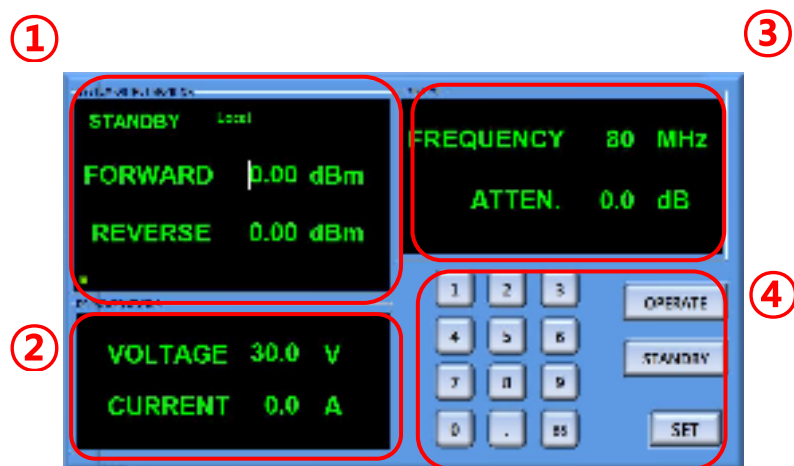 ①
③
STANDBY Local
FORWARD 0.00 dBm
REVERSE 0.00 dBm
FREQUENCY 80 MHz
ATTEN. 0.0 dB
②
VOLTAGE 30.0 V
CURRENT 0.0 A
④
1 2 3
4 5 6
7 8 9
0 . BS
OPERATE
STANDBY
SET